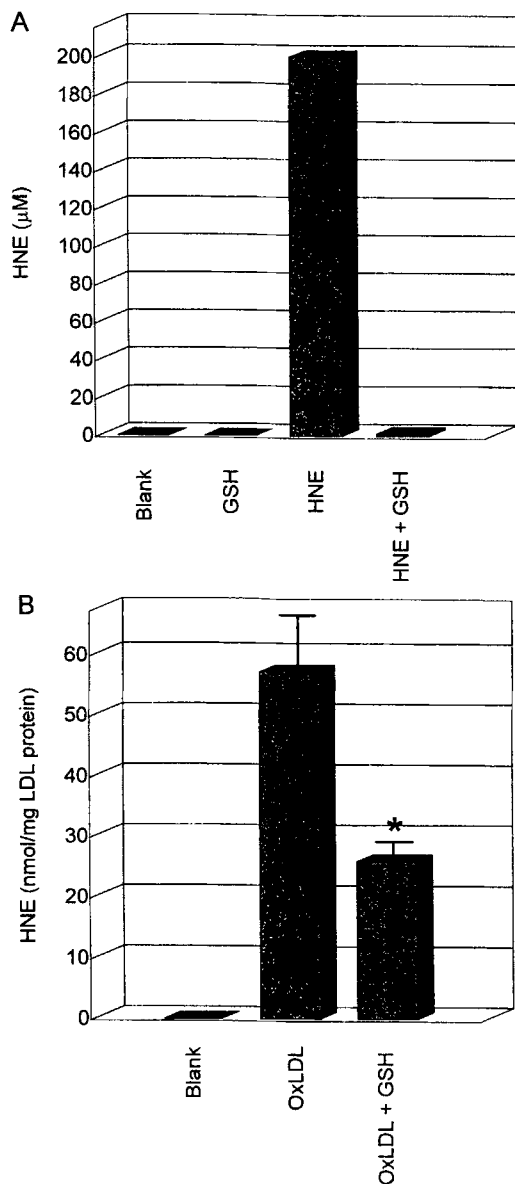 A
HNE (µM)
200
180
160
140
120
100
80
60
40
20
0
Blank
GSH
HNE
HNE + GSH
B
HNE (nmol/mg LDL protein)
60
50
40
30
20
10
0
*
Blank
OxLDL
OxLDL + GSH